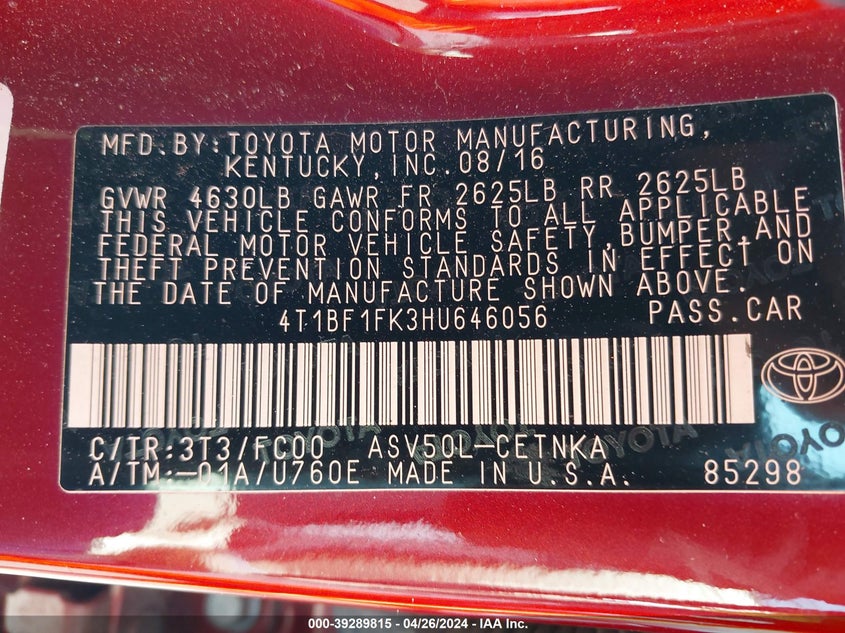 MFD.BY:TOYOTA MOTOR MANUFACTURING,
KENTUCKY,INC.08/16
GVWR 4630LB GAWR FR 2625LB RR 2625LB
THIS VEHICLE CONFORMS TO ALL APPLICABLE
FEDERAL MOTOR VEHICLE SAFETY,BUMPER,AND
THEFT PREVENTION STANDARDS IN EFFECT ON
THE DATE OF MANUFACTURE SHOWN ABOVE.
4T1BF1FK3HU646056 PASS.CAR
C/TR:3T3/FC00 ASV50L-CETNKA
A/TM:-01A/U760E MADE IN U.S.A. 85298
000-39289815 - 04/26/2024 - IAA Inc.